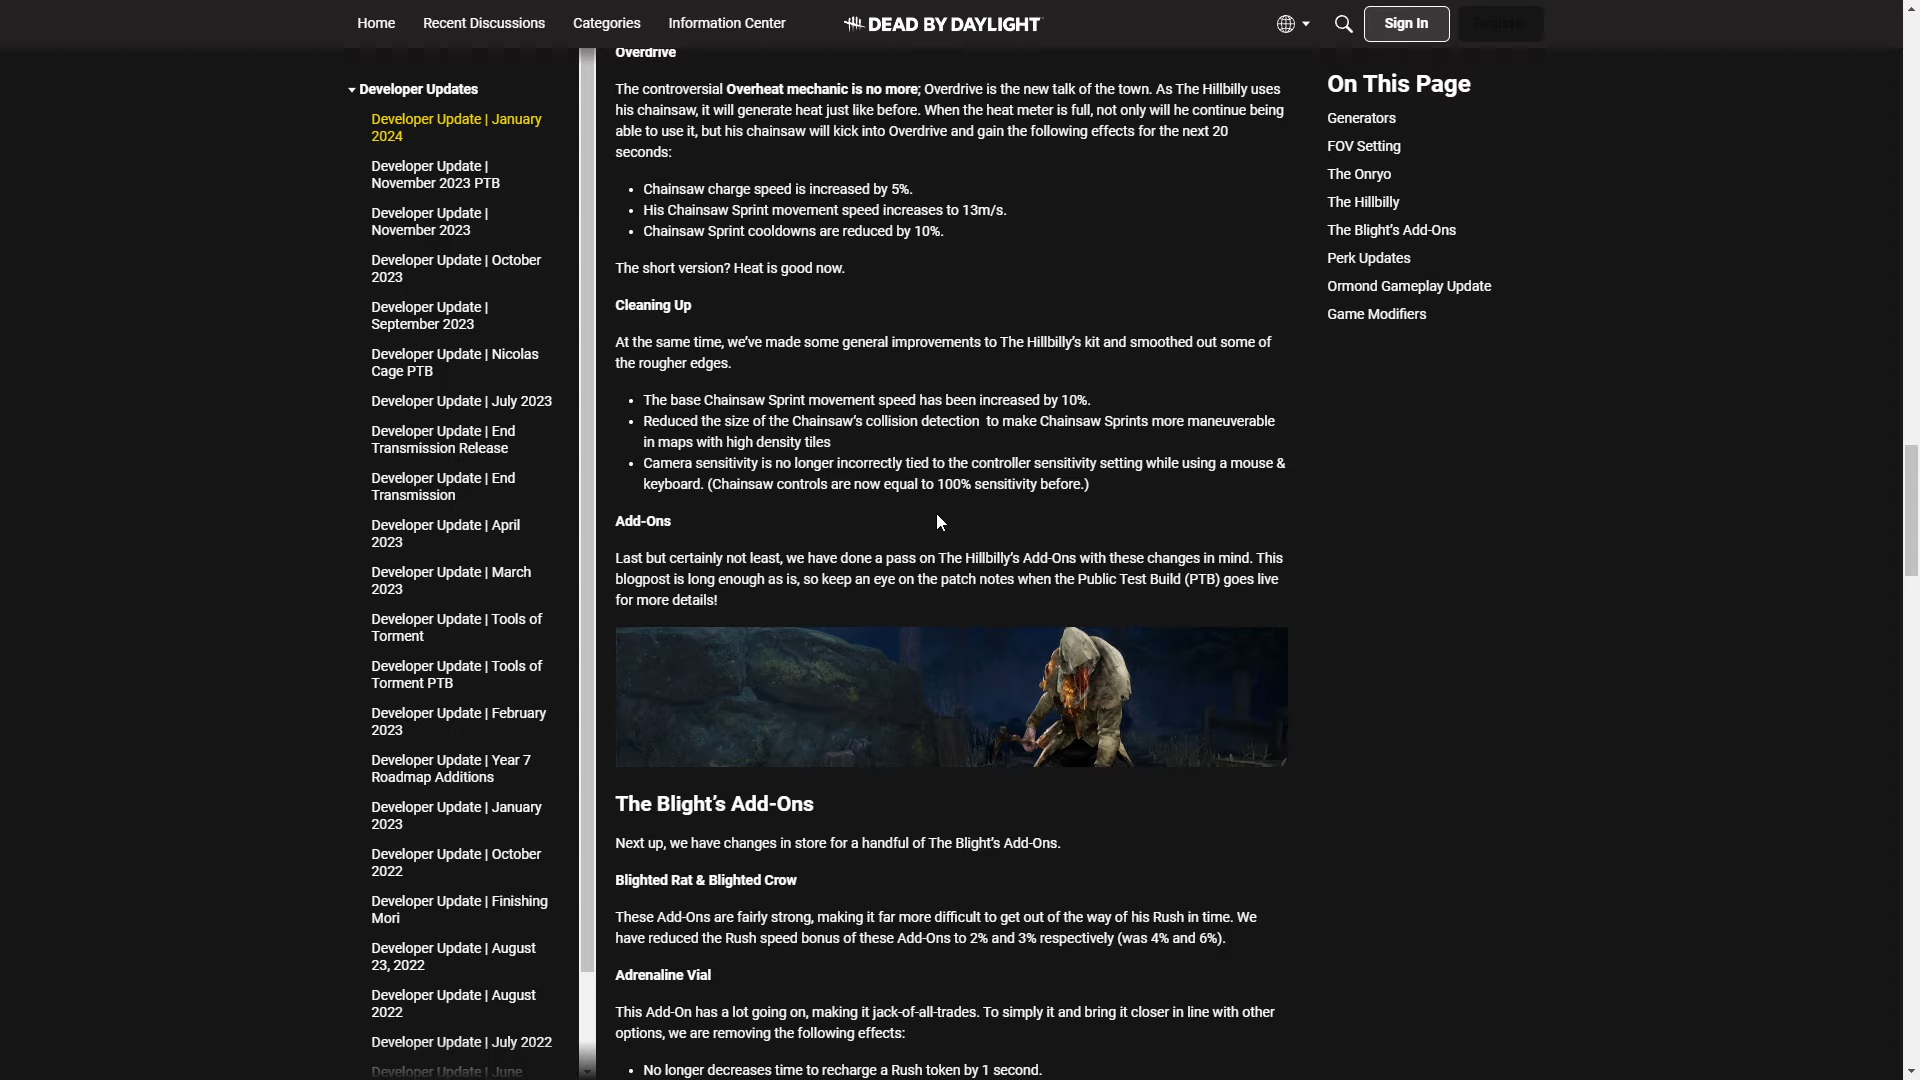 Home
Recent Discussions
Categories
Information Center
DEAD BY DAYLIGHT
Sign In
Register
Developer Updates
Developer Update | January
2024
Developer Update |
November 2023 PTB
Developer Update |
November 2023
Developer Update | October
2023
Developer Update |
September 2023
Developer Update | Nicolas
Cage PTB
Developer Update | July 2023
Developer Update | End
Transmission Release
Developer Update | End
Transmission
Developer Update | April
2023
Developer Update | March
2023
Developer Update | Tools of
Torment
Developer Update | Tools of
Torment PTB
Developer Update | February
2023
Developer Update | Year 7
Roadmap Additions
Developer Update | January
2023
Developer Update | October
2022
Developer Update | Finishing
Mori
Developer Update | August
23, 2022
Developer Update | August
2022
Developer Update | July 2022
Developer Update | June
Overdrive
The controversial Overheat mechanic is no more; Overdrive is the new talk of the town. As The Hillbilly uses
his chainsaw, it will generate heat just like before. When the heat meter is full, not only will he continue being
able to use it, but his chainsaw will kick into Overdrive and gain the following effects for the next 20
seconds:
• Chainsaw charge speed is increased by 5%.
• His Chainsaw Sprint movement speed increases to 13m/s.
• Chainsaw Sprint cooldowns are reduced by 10%.
The short version? Heat is good now.
Cleaning Up
At the same time, we've made some general improvements to The Hillbilly's kit and smoothed out some of
the rougher edges.
• The base Chainsaw Sprint movement speed has been increased by 10%.
• Reduced the size of the Chainsaw's collision detection  to make Chainsaw Sprints more maneuverable
in maps with high density tiles
• Camera sensitivity is no longer incorrectly tied to the controller sensitivity setting while using a mouse &
keyboard. (Chainsaw controls are now equal to 100% sensitivity before.)
Add-Ons
Last but certainly not least, we have done a pass on The Hillbilly's Add-Ons with these changes in mind. This
blogpost is long enough as is, so keep an eye on the patch notes when the Public Test Build (PTB) goes live
for more details!
The Blight's Add-Ons
Next up, we have changes in store for a handful of The Blight's Add-Ons.
Blighted Rat & Blighted Crow
These Add-Ons are fairly strong, making it far more difficult to get out of the way of his Rush in time. We
have reduced the Rush speed bonus of these Add-Ons to 2% and 3% respectively (was 4% and 6%).
Adrenaline Vial
This Add-On has a lot going on, making it jack-of-all-trades. To simply it and bring it closer in line with other
options, we are removing the following effects:
• No longer decreases time to recharge a Rush token by 1 second.
On This Page
Generators
FOV Setting
The Onryo
The Hillbilly
The Blight's Add-Ons
Perk Updates
Ormond Gameplay Update
Game Modifiers